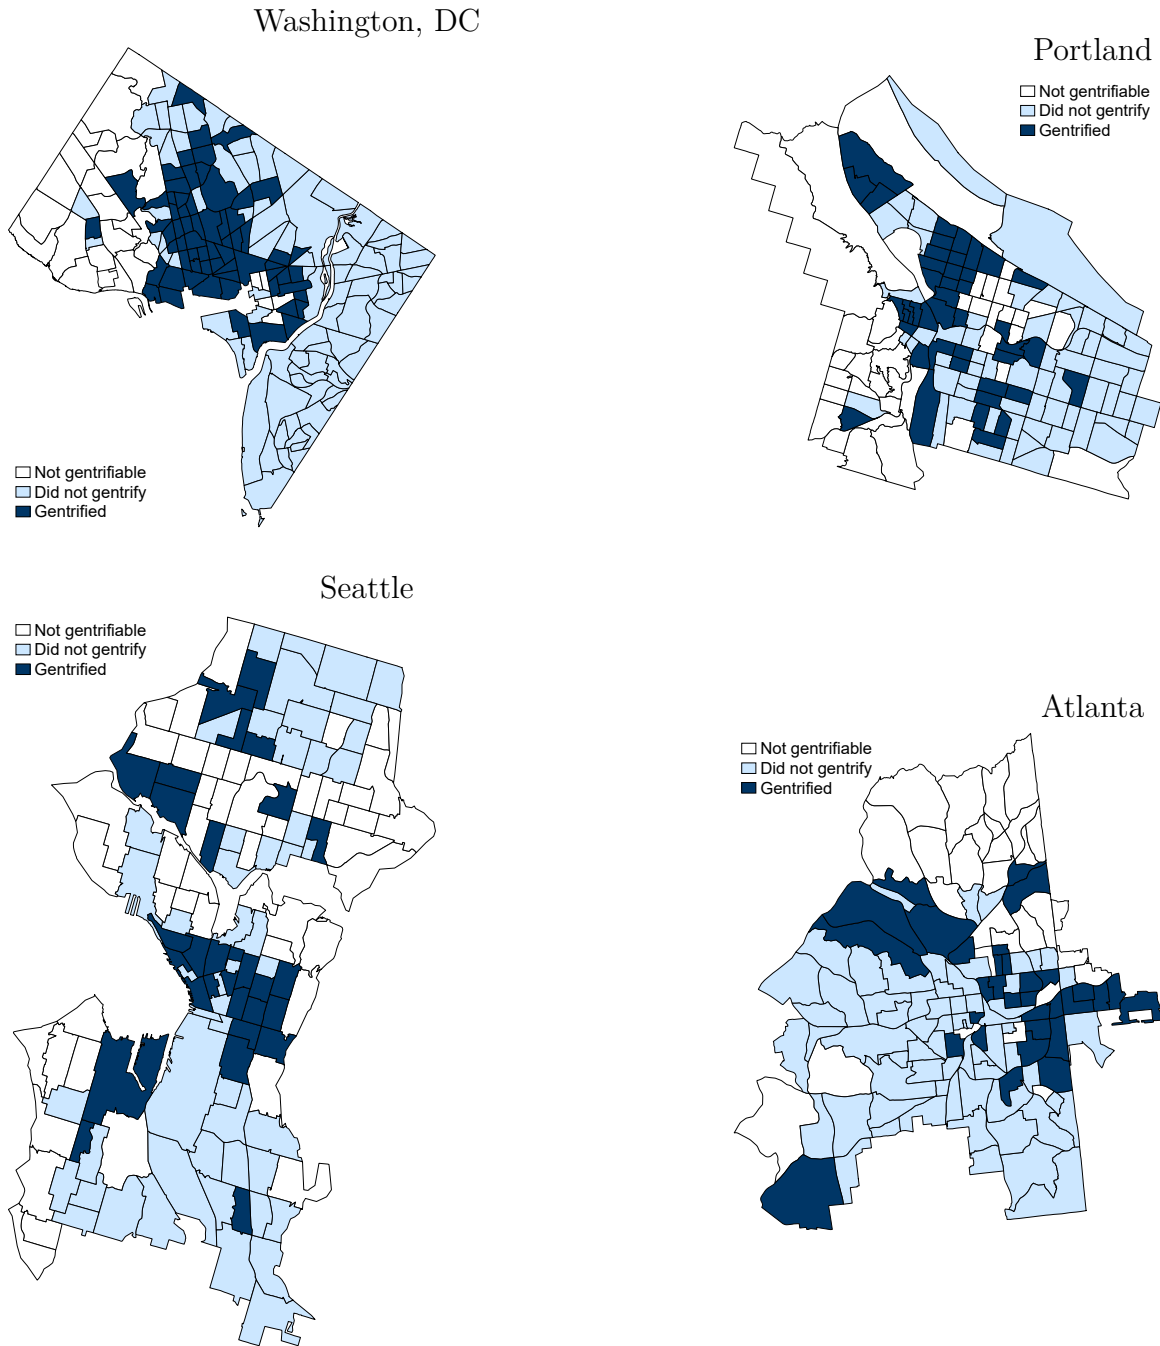 Washington, DC
Not gentrifiable
Did not gentrify
Gentrified
Portland
Not gentrifiable
Did not gentrify
Gentrified
Seattle
Not gentrifiable
Did not gentrify
Gentrified
Atlanta
Not gentrifiable
Did not gentrify
Gentrified